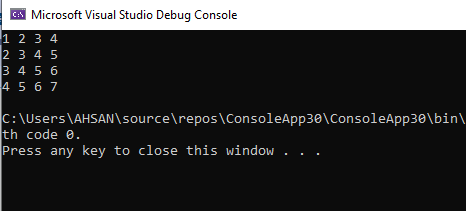 Microsoft Visual Studio Debug Console
1 2 3 4
2 3 4 5
3 4 5 6
4 5 6 7
C:\Users\AHSAN\source\repos\ConsoleApp30\ConsoleApp30\bin\
th code 0.
Press any key to close this window . . .